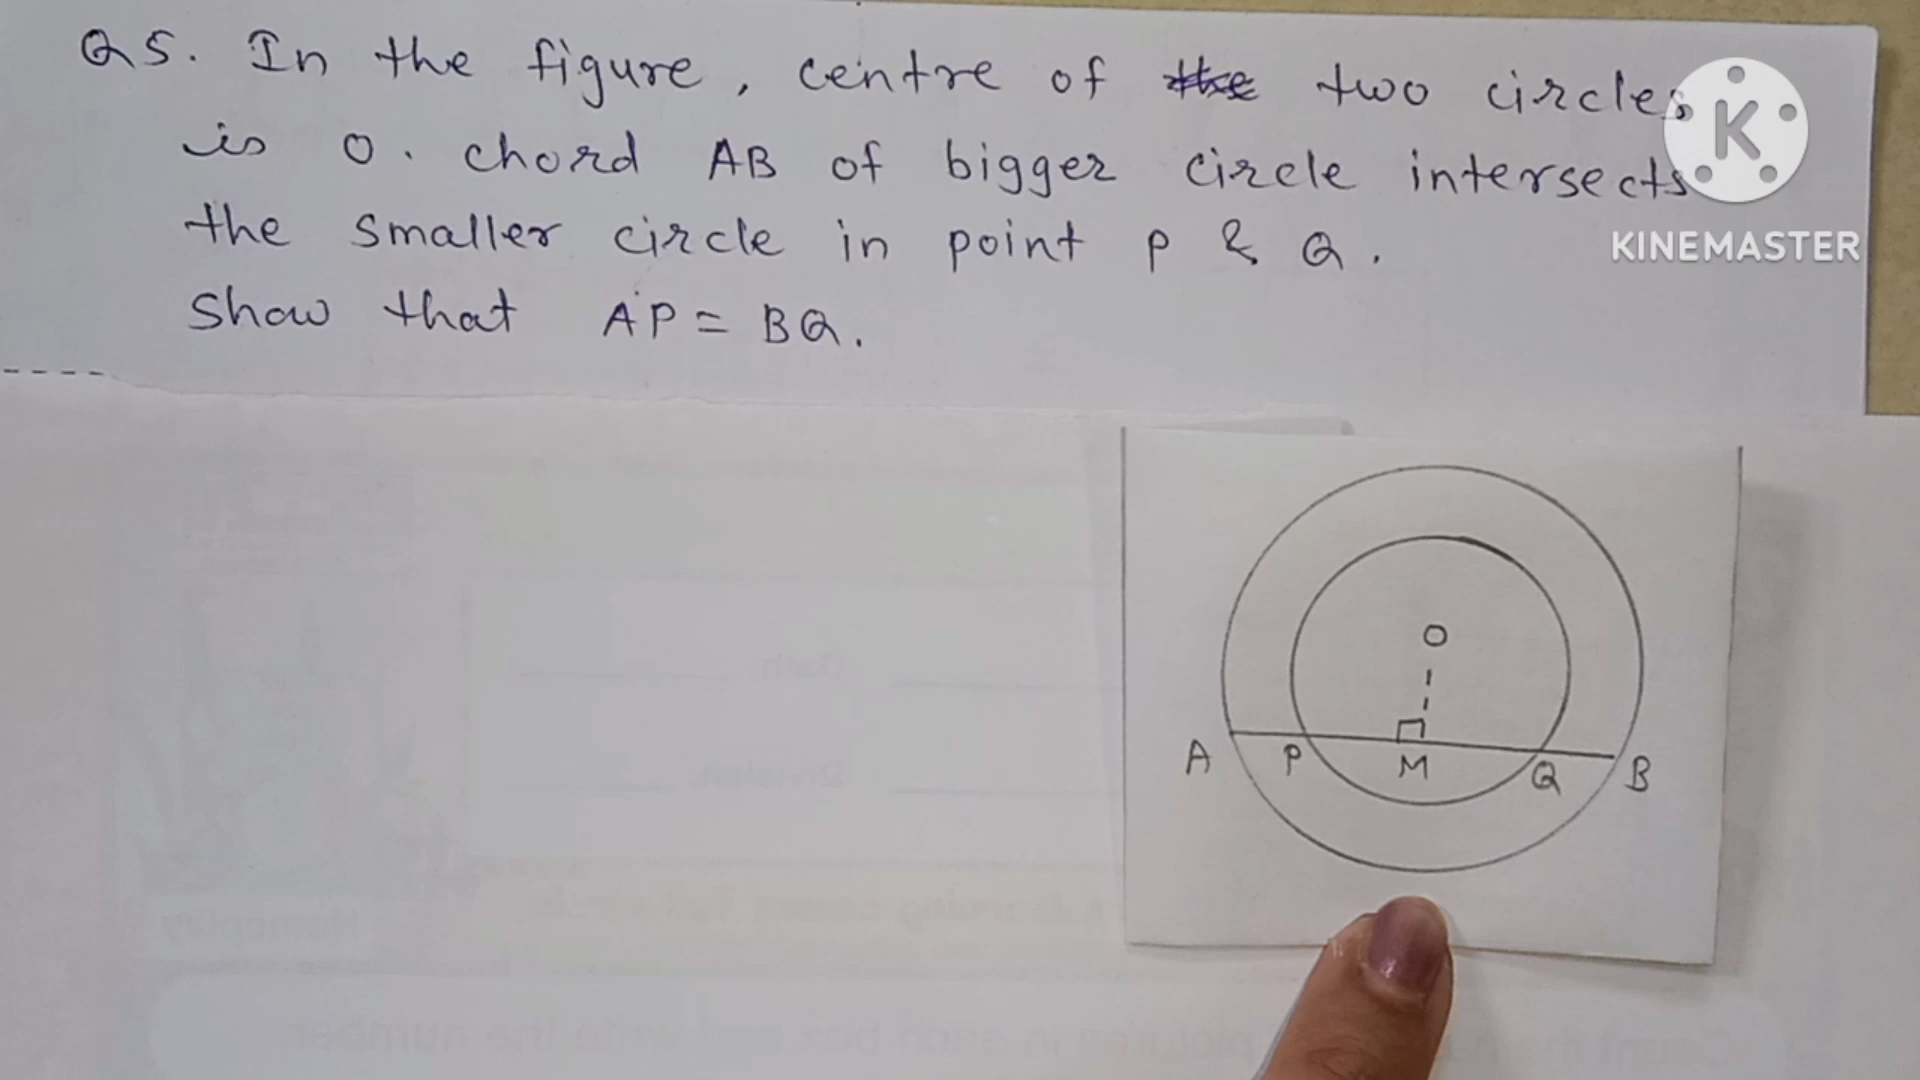 Q5. In the figure, centre of the two circles
is O. chord AB of bigger circle intersects
the smaller circle in point P & Q.
Show that AP = BQ.
K
KINEMASTER
O
A P M Q B